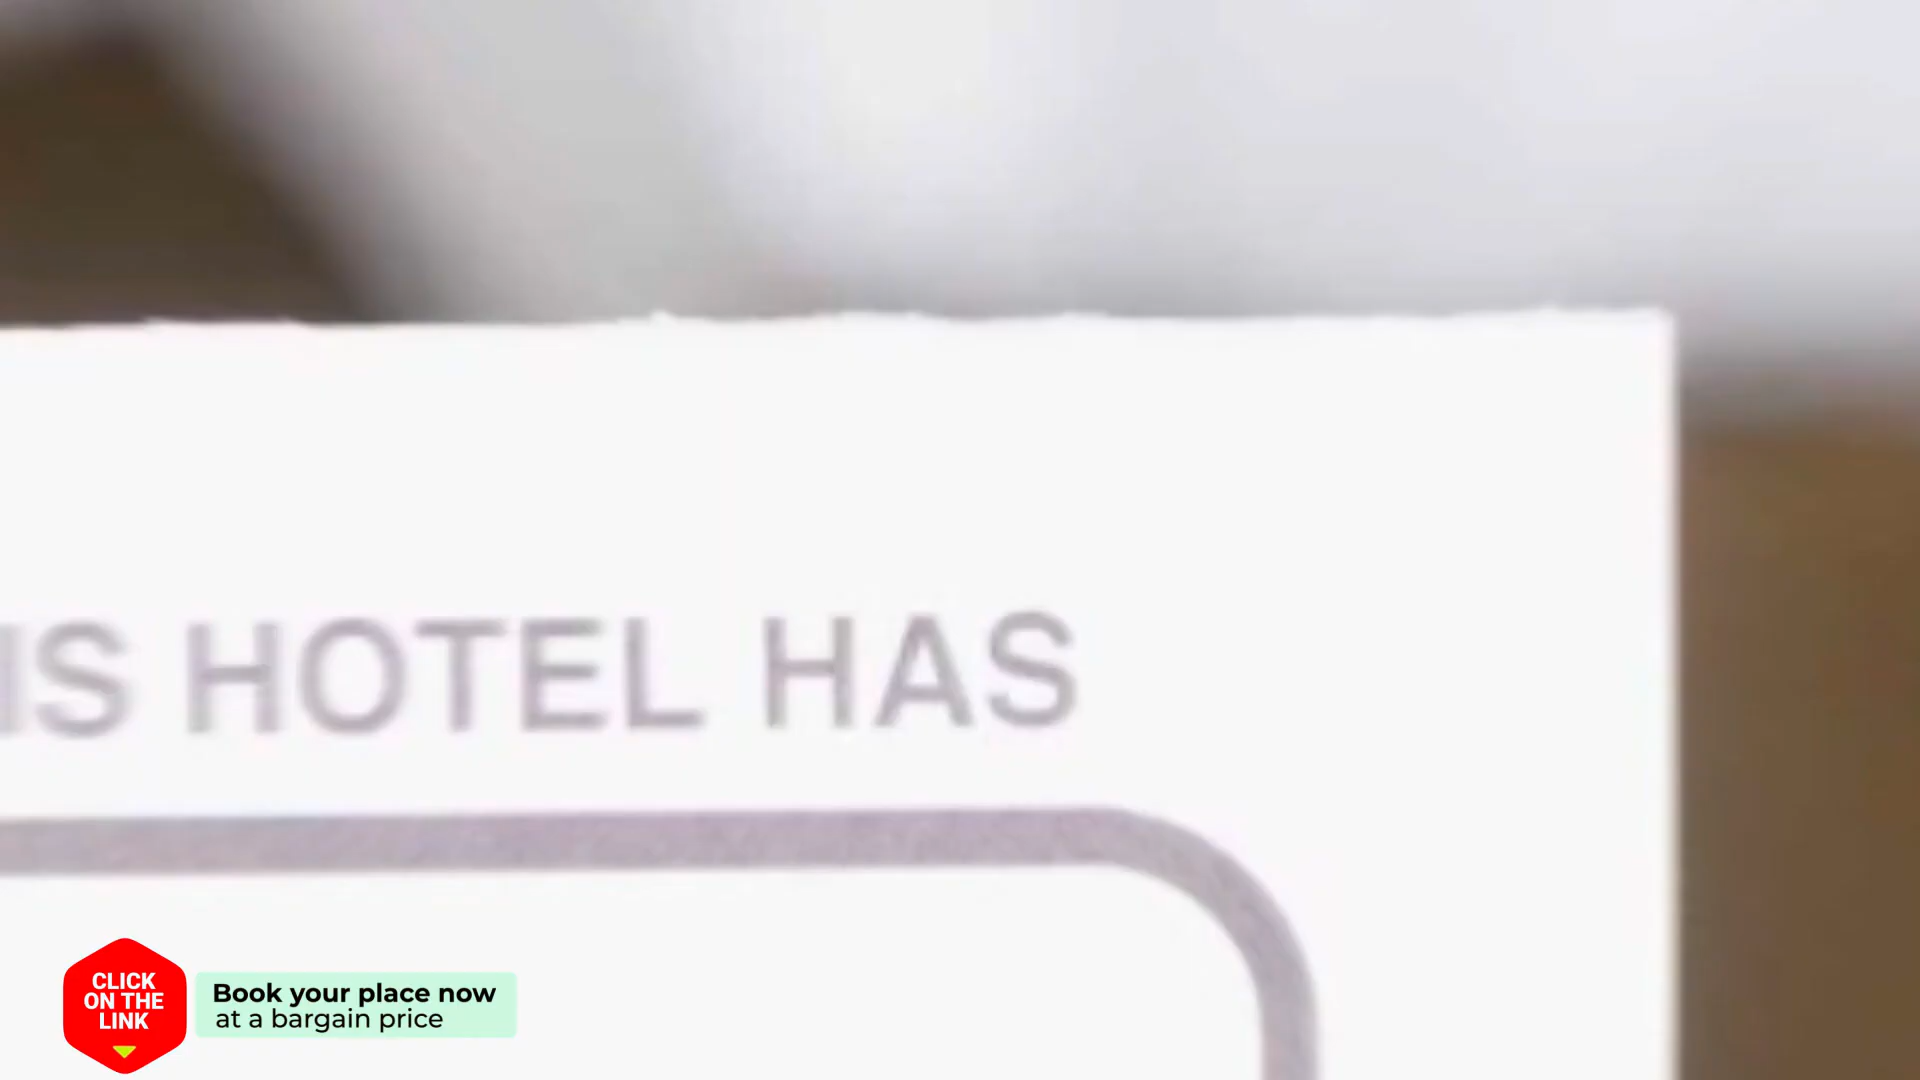 IS HOTEL HAS
CLICK
ON THE
LINK
Book your place now
at a bargain price